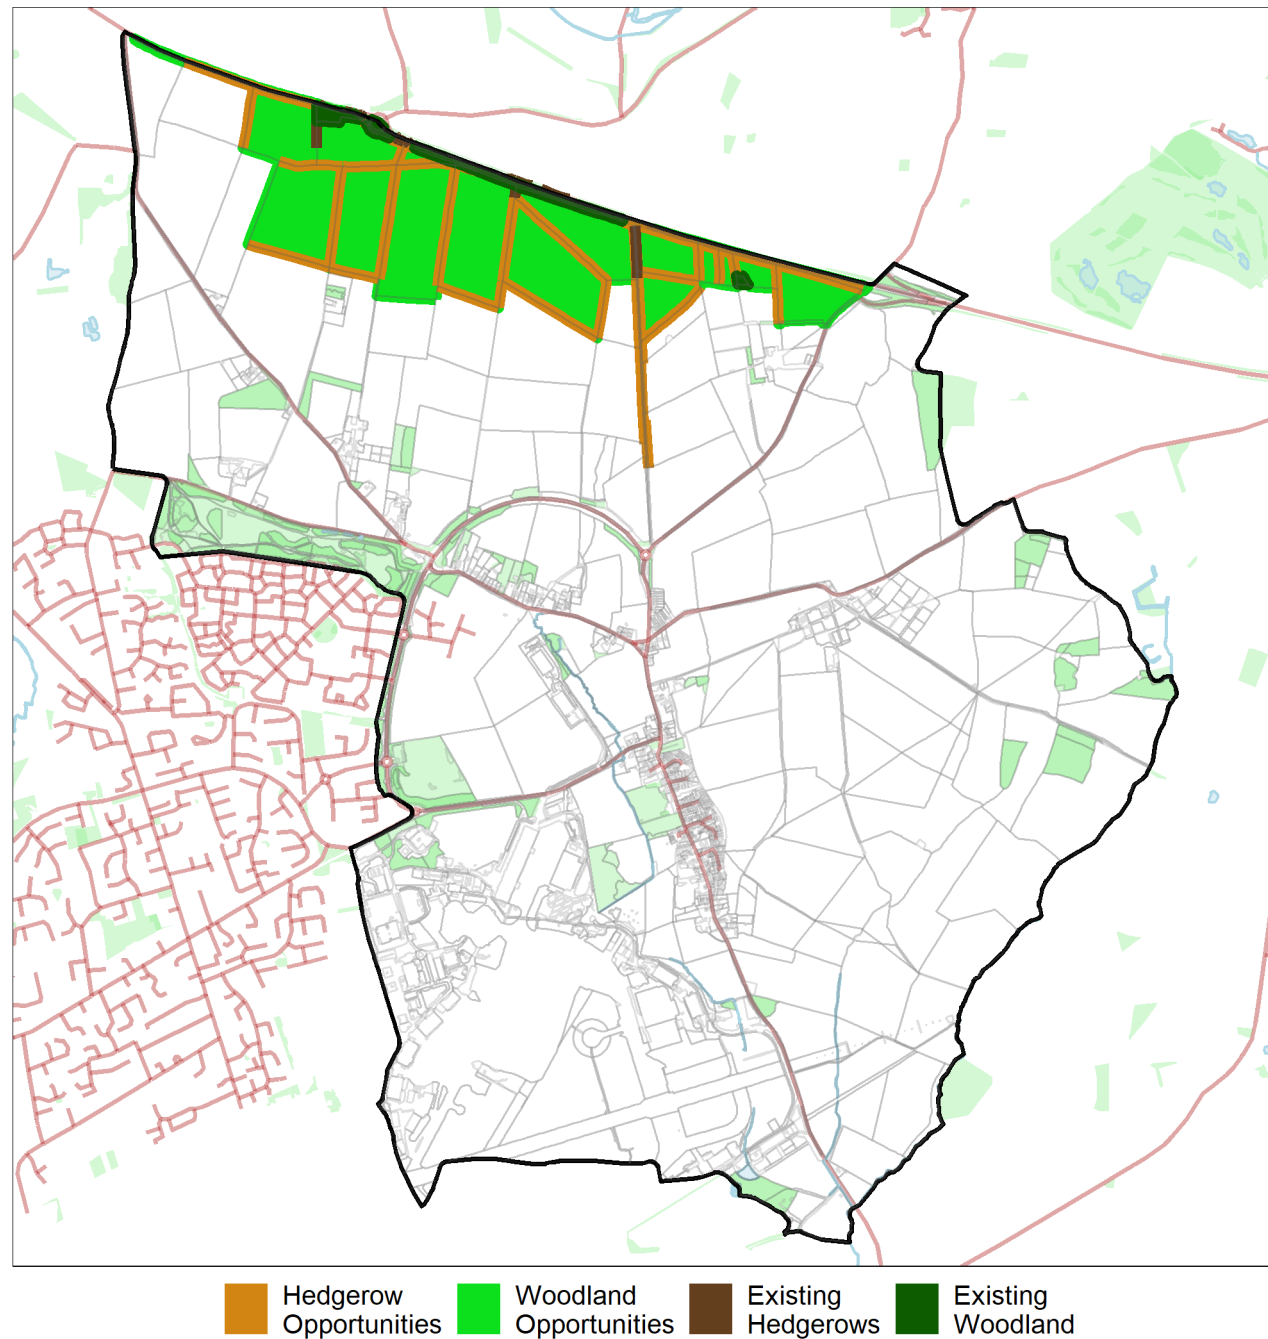 Hedgerow
Opportunities
Woodland
Opportunities
Existing
Hedgerows
Existing
Woodland